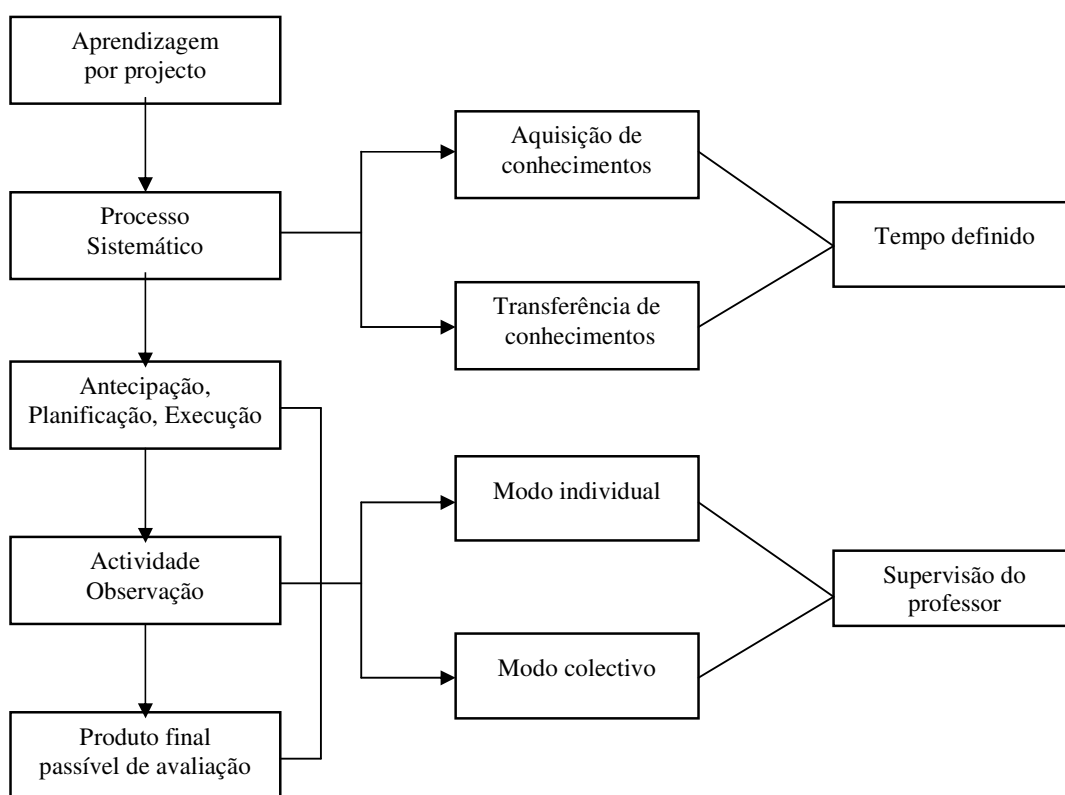 Aprendizagem
por projecto
Processo
Sistemático
Antecipação,
Planificação, Execução
Actividade
Observação
Produto final
passível de avaliação
Aquisição de
conhecimentos
Transferência de
conhecimentos
Tempo definido
Modo individual
Modo colectivo
Supervisão do
professor